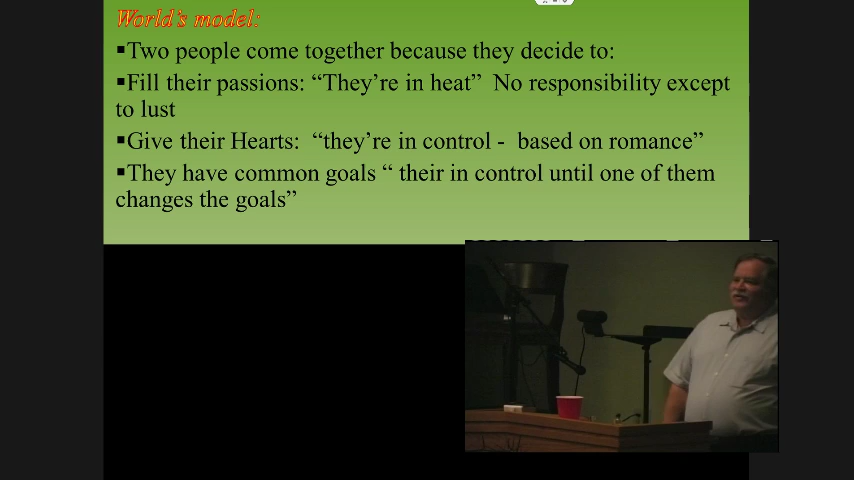 World's model:
▪Two people come together because they decide to:
▪Fill their passions: “They’re in heat”  No responsibility except
to lust
▪Give their Hearts:  “they’re in control -  based on romance”
▪They have common goals “ their in control until one of them
changes the goals”